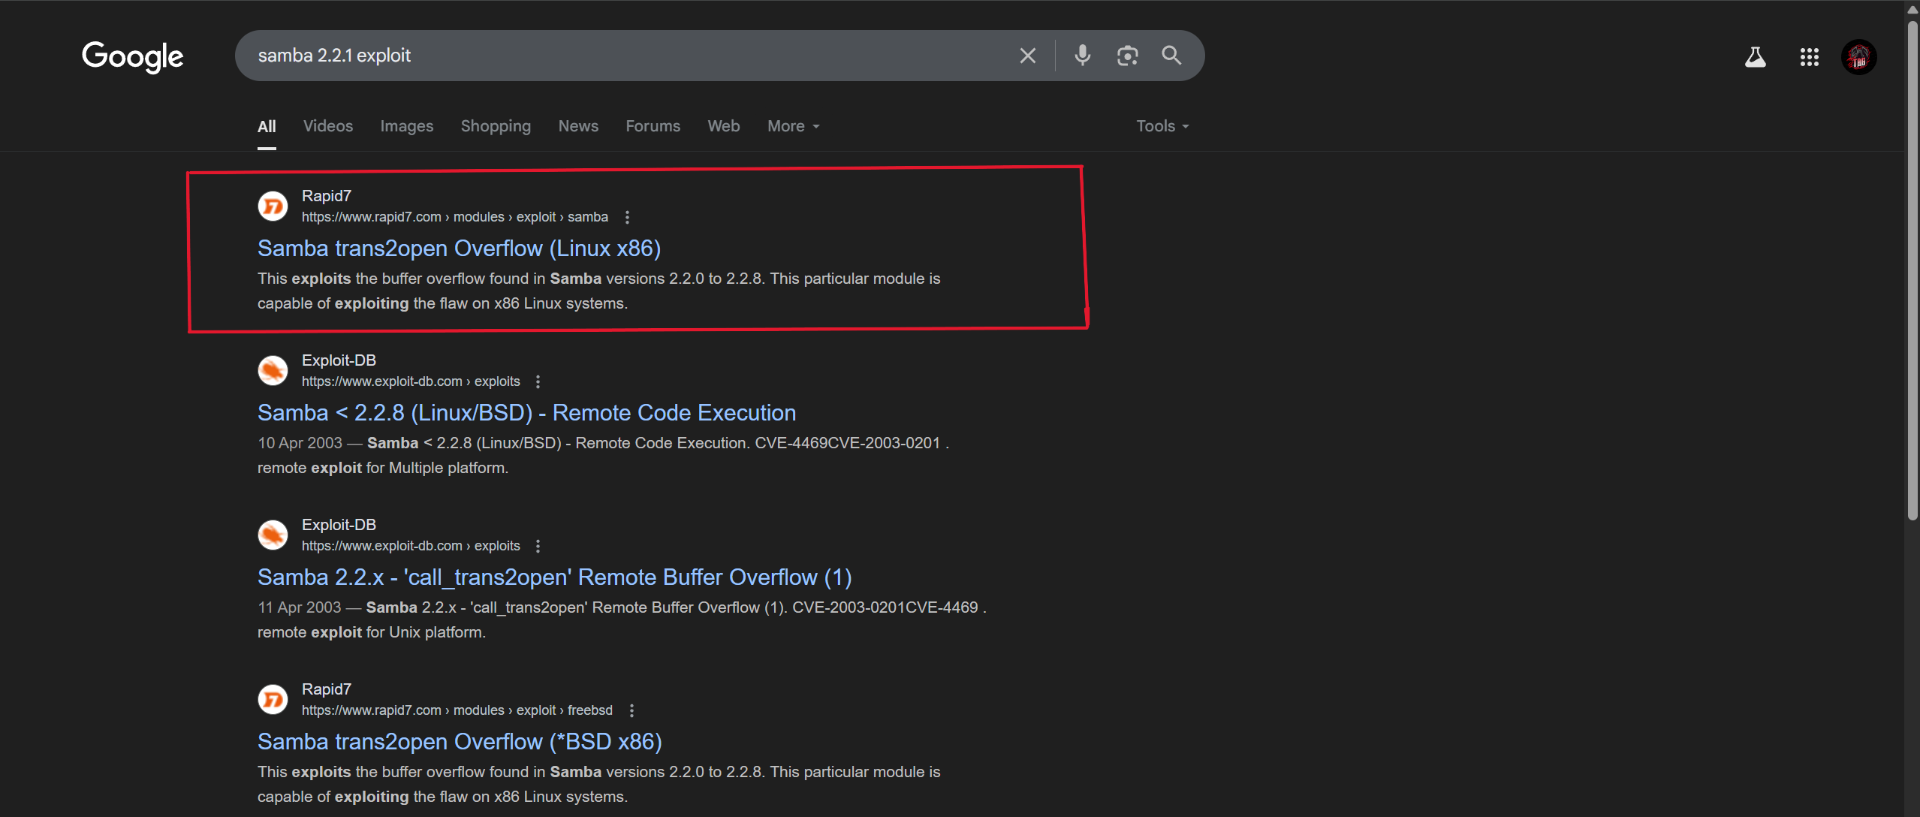 Google
samba 2.2.1 exploit
All Videos Images Shopping News Forums Web More Tools
Rapid7
https://www.rapid7.com › modules › exploit › samba
Samba trans2open Overflow (Linux x86)
This exploits the buffer overflow found in Samba versions 2.2.0 to 2.2.8. This particular module is
capable of exploiting the flaw on x86 Linux systems.
Exploit-DB
https://www.exploit-db.com › exploits
Samba < 2.2.8 (Linux/BSD) - Remote Code Execution
10 Apr 2003 — Samba < 2.2.8 (Linux/BSD) - Remote Code Execution. CVE-4469CVE-2003-0201 .
remote exploit for Multiple platform.
Exploit-DB
https://www.exploit-db.com › exploits
Samba 2.2.x - 'call_trans2open' Remote Buffer Overflow (1)
11 Apr 2003 — Samba 2.2.x - 'call_trans2open' Remote Buffer Overflow (1). CVE-2003-0201CVE-4469 .
remote exploit for Unix platform.
Rapid7
https://www.rapid7.com › modules › exploit › freebsd
Samba trans2open Overflow (*BSD x86)
This exploits the buffer overflow found in Samba versions 2.2.0 to 2.2.8. This particular module is
capable of exploiting the flaw on x86 Linux systems.